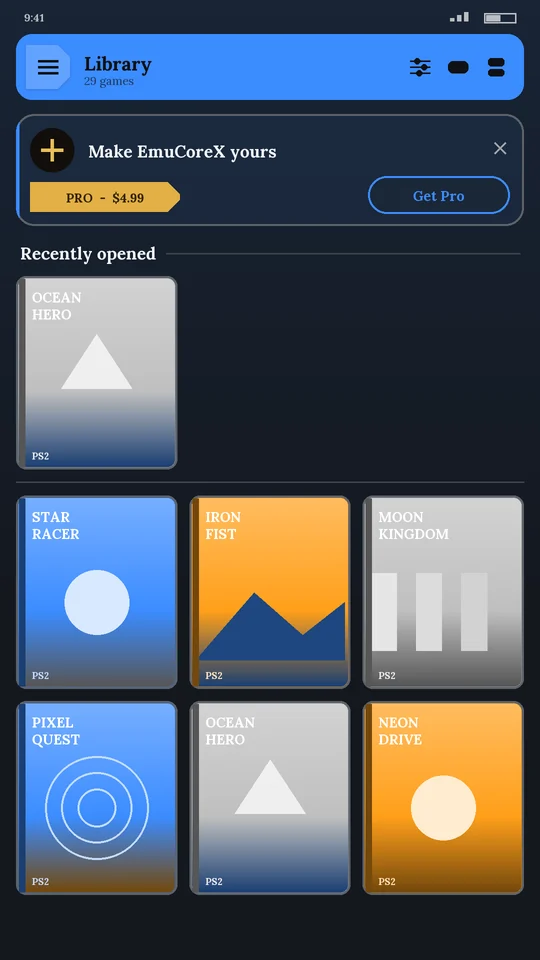 9:41
Library
29 games
Make EmuCoreX yours
PRO - $4.99
Get Pro
Recently opened
OCEAN
HERO
PS2
STAR
RACER
PS2
IRON
FIST
PS2
MOON
KINGDOM
PS2
PIXEL
QUEST
PS2
OCEAN
HERO
PS2
NEON
DRIVE
PS2